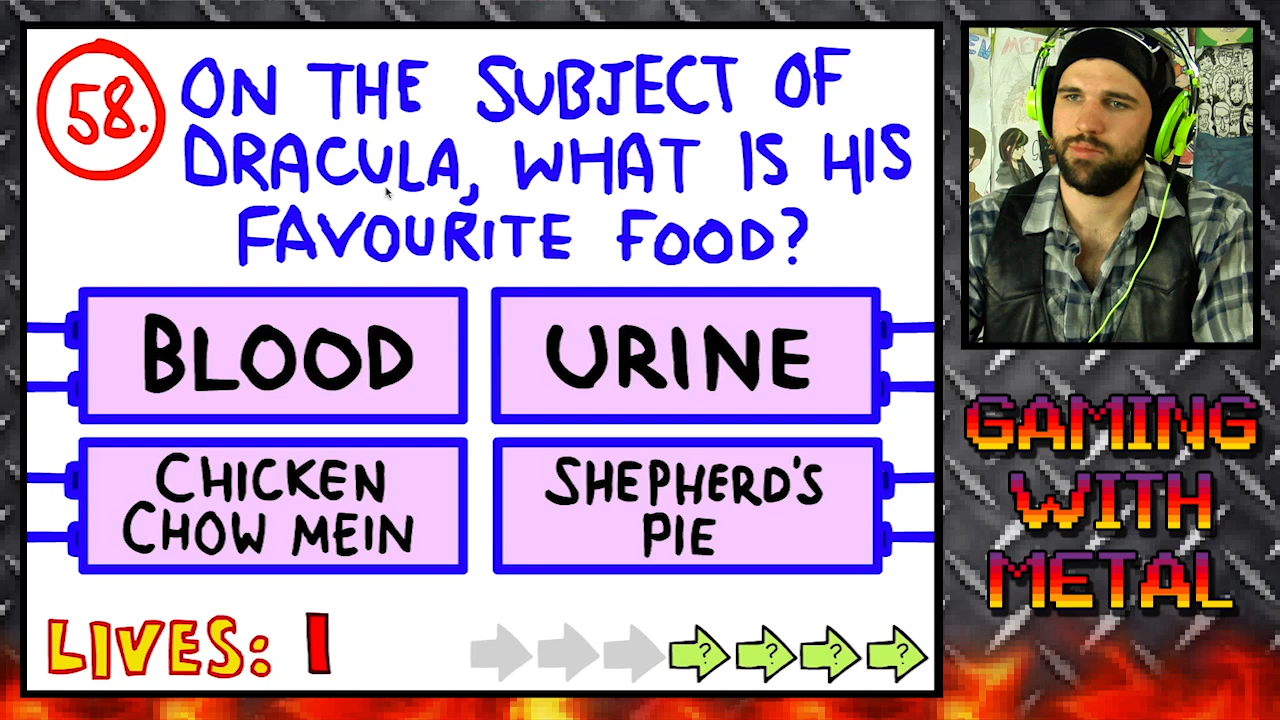 58.
ON THE SUBJECT OF
DRACULA, WHAT IS HIS
FAVOURITE FOOD?
BLOOD
URINE
CHICKEN
CHOW MEIN
SHEPHERD'S
PIE
LIVES: 1
? ? ? ?
GAMING
WITH
METAL